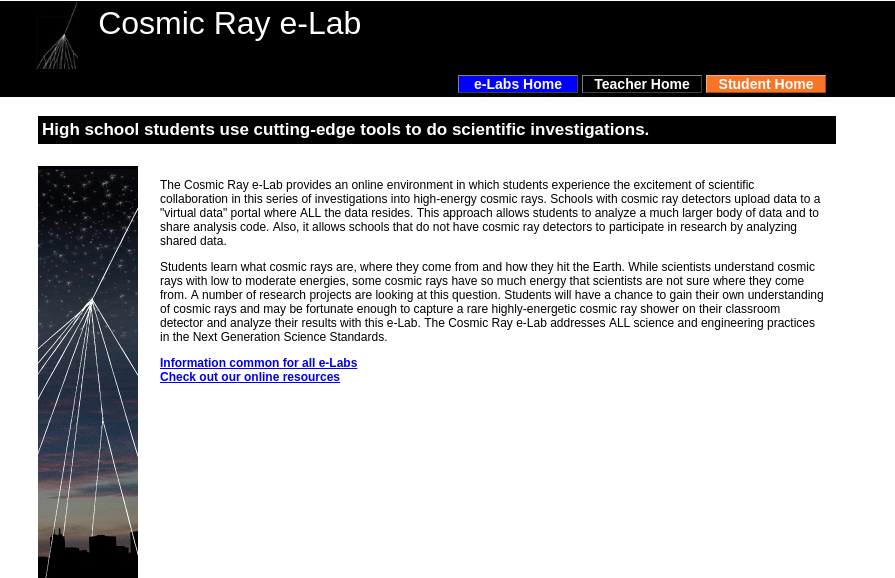 Cosmic Ray e-Lab
e-Labs Home Teacher Home Student Home
High school students use cutting-edge tools to do scientific investigations.
The Cosmic Ray e-Lab provides an online environment in which students experience the excitement of scientific
collaboration in this series of investigations into high-energy cosmic rays. Schools with cosmic ray detectors upload data to a
"virtual data" portal where ALL the data resides. This approach allows students to analyze a much larger body of data and to
share analysis code. Also, it allows schools that do not have cosmic ray detectors to participate in research by analyzing
shared data.
Students learn what cosmic rays are, where they come from and how they hit the Earth. While scientists understand cosmic
rays with low to moderate energies, some cosmic rays have so much energy that scientists are not sure where they come
from. A number of research projects are looking at this question. Students will have a chance to gain their own understanding
of cosmic rays and may be fortunate enough to capture a rare highly-energetic cosmic ray shower on their classroom
detector and analyze their results with this e-Lab. The Cosmic Ray e-Lab addresses ALL science and engineering practices
in the Next Generation Science Standards.
Information common for all e-Labs
Check out our online resources